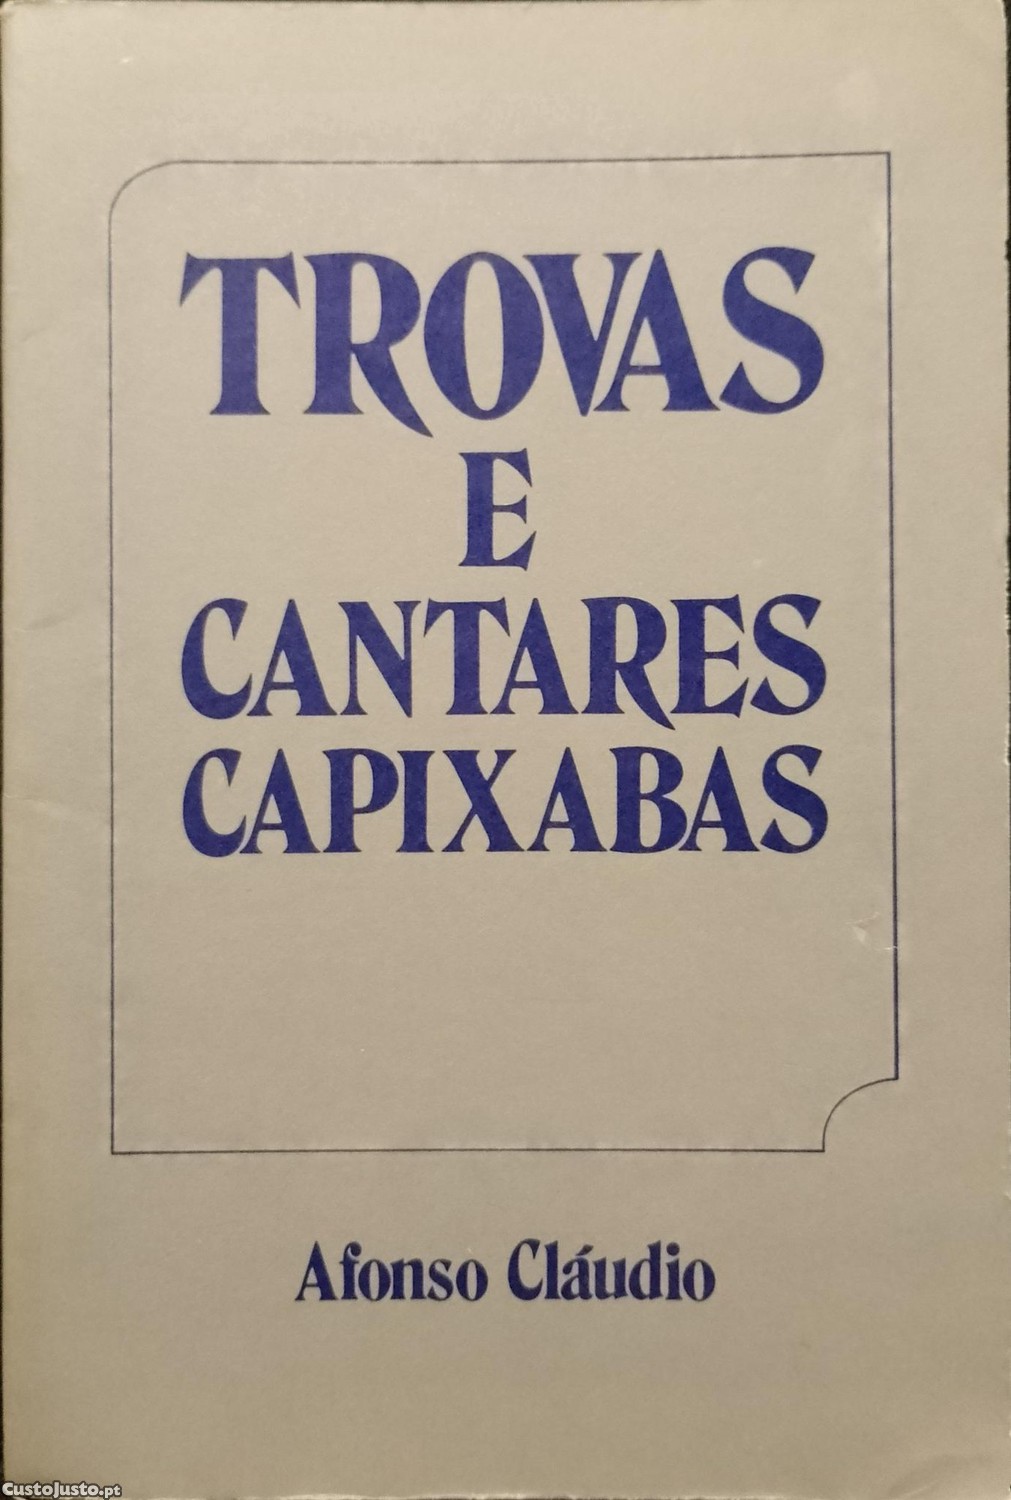 TROVAS
E
CANTARES
CAPIXABAS
Afonso Cláudio
CustoJusto.pt